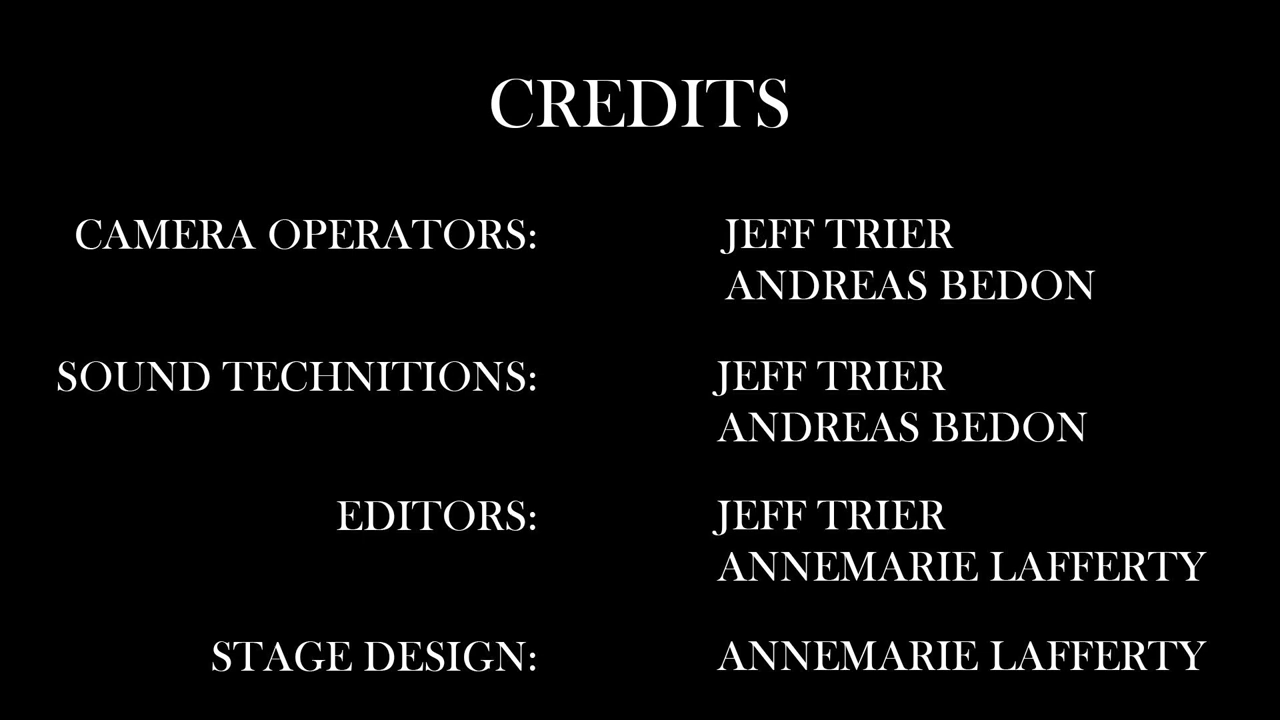 CREDITS
CAMERA OPERATORS: JEFF TRIER
ANDREAS BEDON
SOUND TECHNITIONS: JEFF TRIER
ANDREAS BEDON
EDITORS: JEFF TRIER
ANNEMARIE LAFFERTY
STAGE DESIGN: ANNEMARIE LAFFERTY